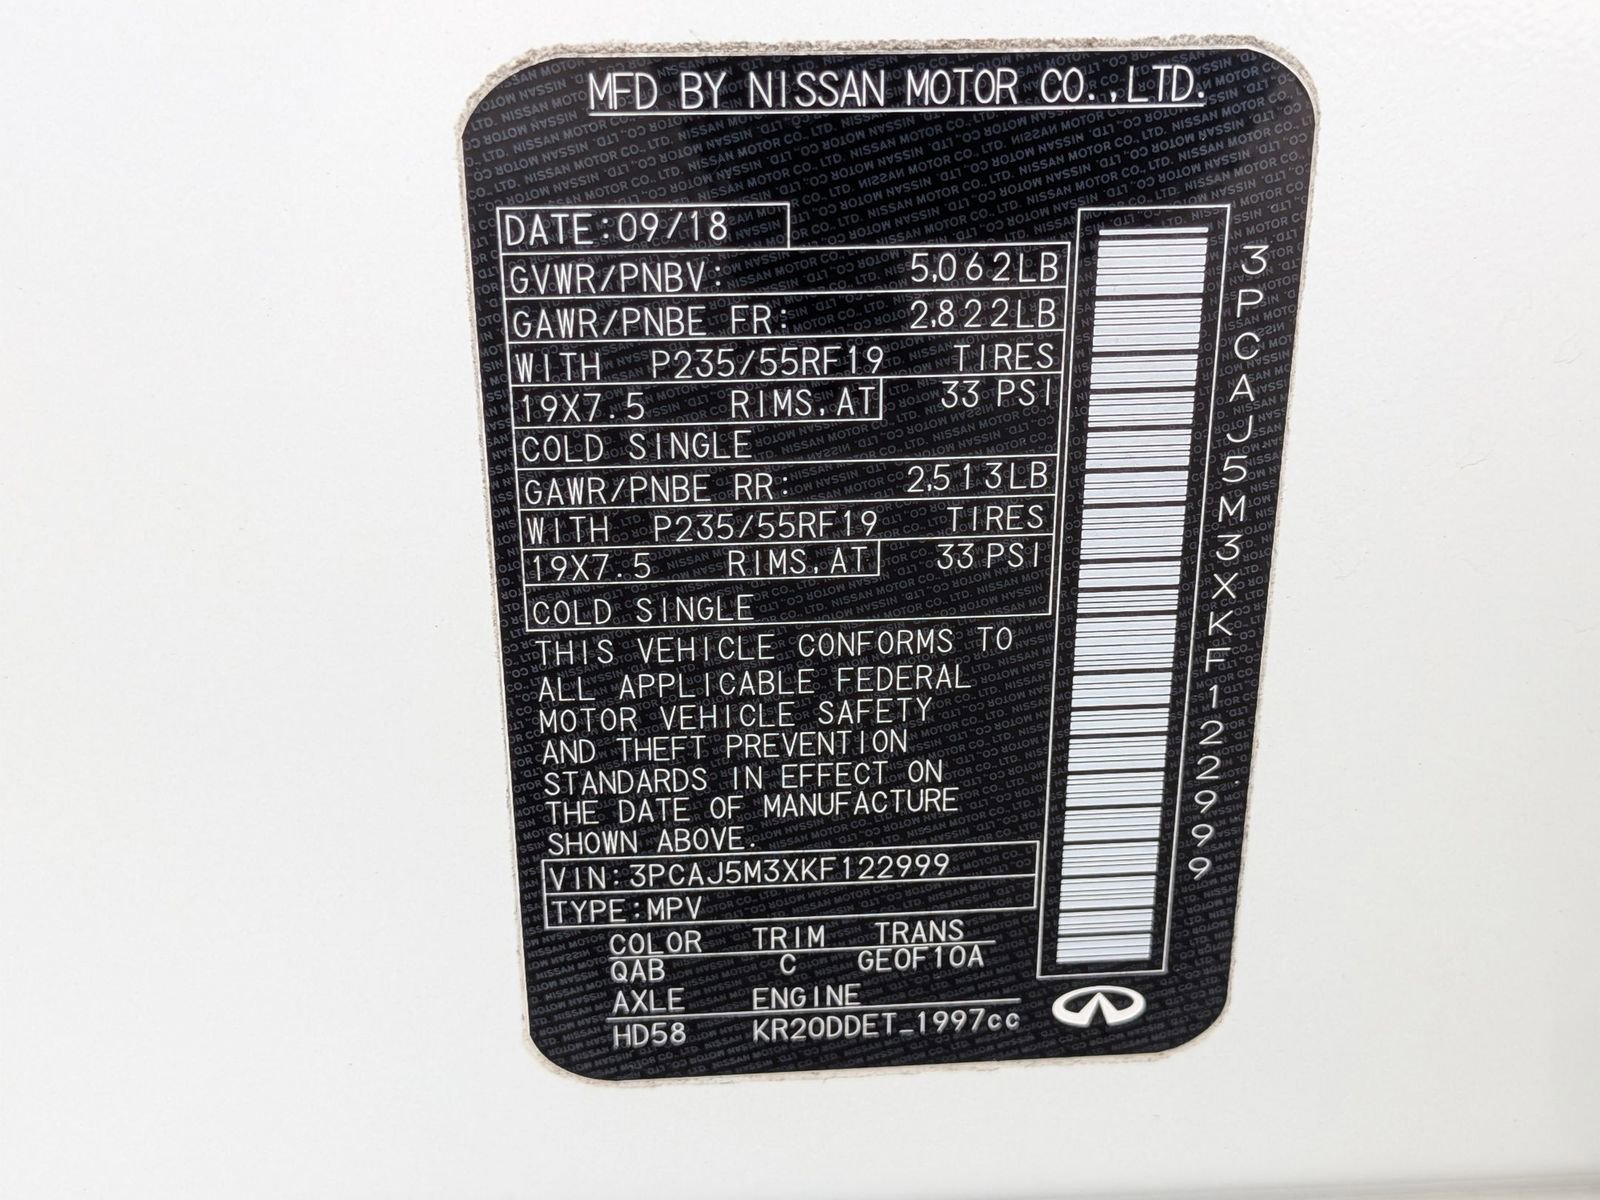 MFD BY NISSAN MOTOR CO.,LTD.
DATE:09/18
GVWR/PNBV: 5,062LB
GAWR/PNBE FR: 2,822LB
WITH P235/55RF19 TIRES
19X7.5 RIMS,AT 33 PSI
COLD SINGLE
GAWR/PNBE RR: 2,513LB
WITH P235/55RF19 TIRES
19X7.5 RIMS,AT 33 PSI
COLD SINGLE
THIS VEHICLE CONFORMS TO
ALL APPLICABLE FEDERAL
MOTOR VEHICLE SAFETY
AND THEFT PREVENTION
STANDARDS IN EFFECT ON
THE DATE OF MANUFACTURE
SHOWN ABOVE.
VIN:3PCAJ5M3XKF122999
TYPE:MPV
COLOR TRIM TRANS
QAB C GE0F10A
AXLE ENGINE
HD58 KR20DDET_1997cc
3PCAJ5M3XKF122999